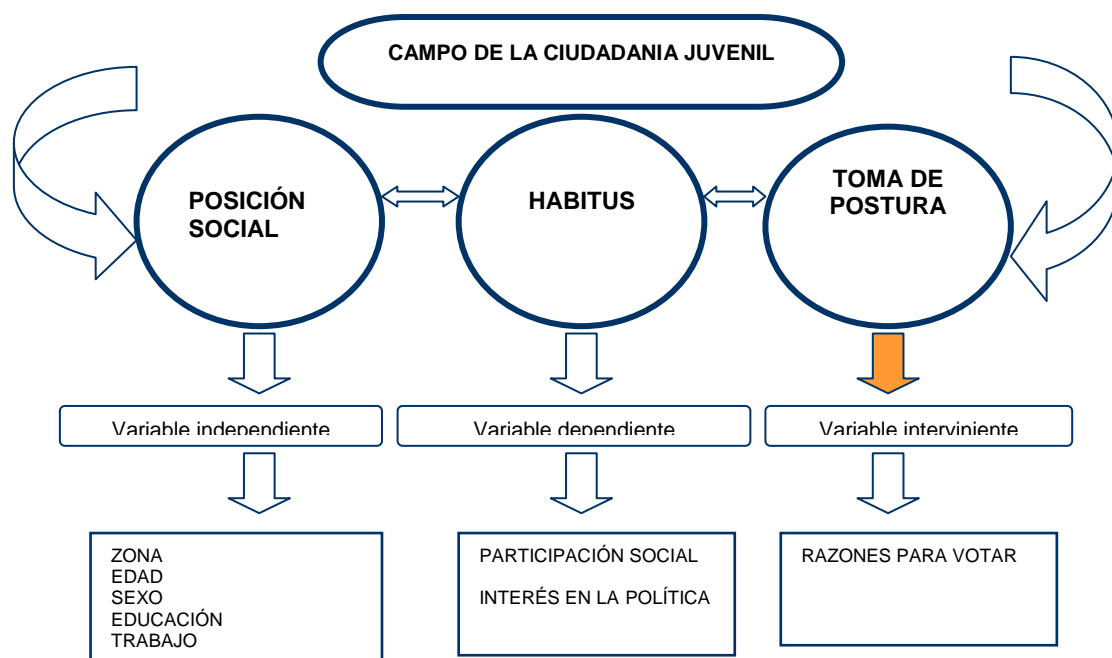 CAMPO DE LA CIUDADANIA JUVENIL
POSICIÓN
SOCIAL
HABITUS
TOMA DE
POSTURA
Variable independiente
Variable dependiente
Variable interviniente
ZONA
EDAD
SEXO
EDUCACIÓN
TRABAJO
PARTICIPACIÓN SOCIAL
INTERÉS EN LA POLÍTICA
RAZONES PARA VOTAR